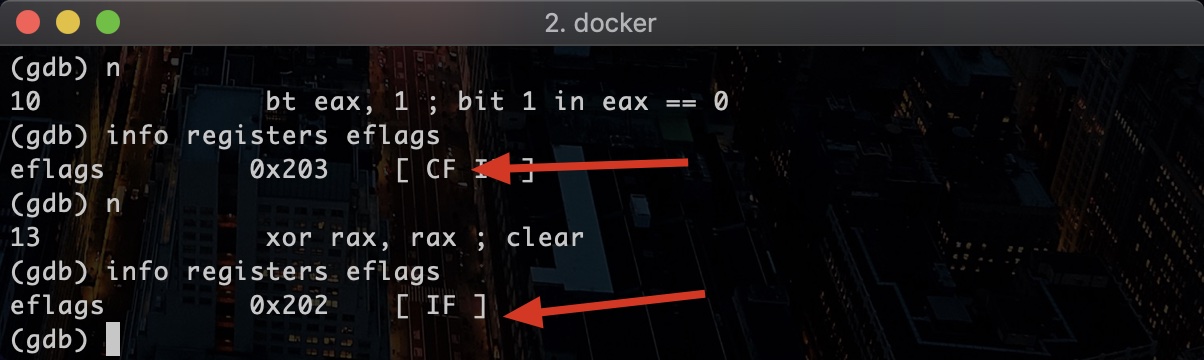 2. docker
(gdb) n
10 bt eax, 1 ; bit 1 in eax == 0
(gdb) info registers eflags
eflags 0x203 [ CF ]
(gdb) n
13 xor rax, rax ; clear
(gdb) info registers eflags
eflags 0x202 [ IF ]
(gdb)